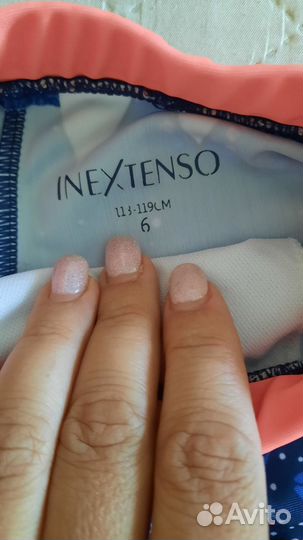 INEXTENSO
113-119CM
6
Avito